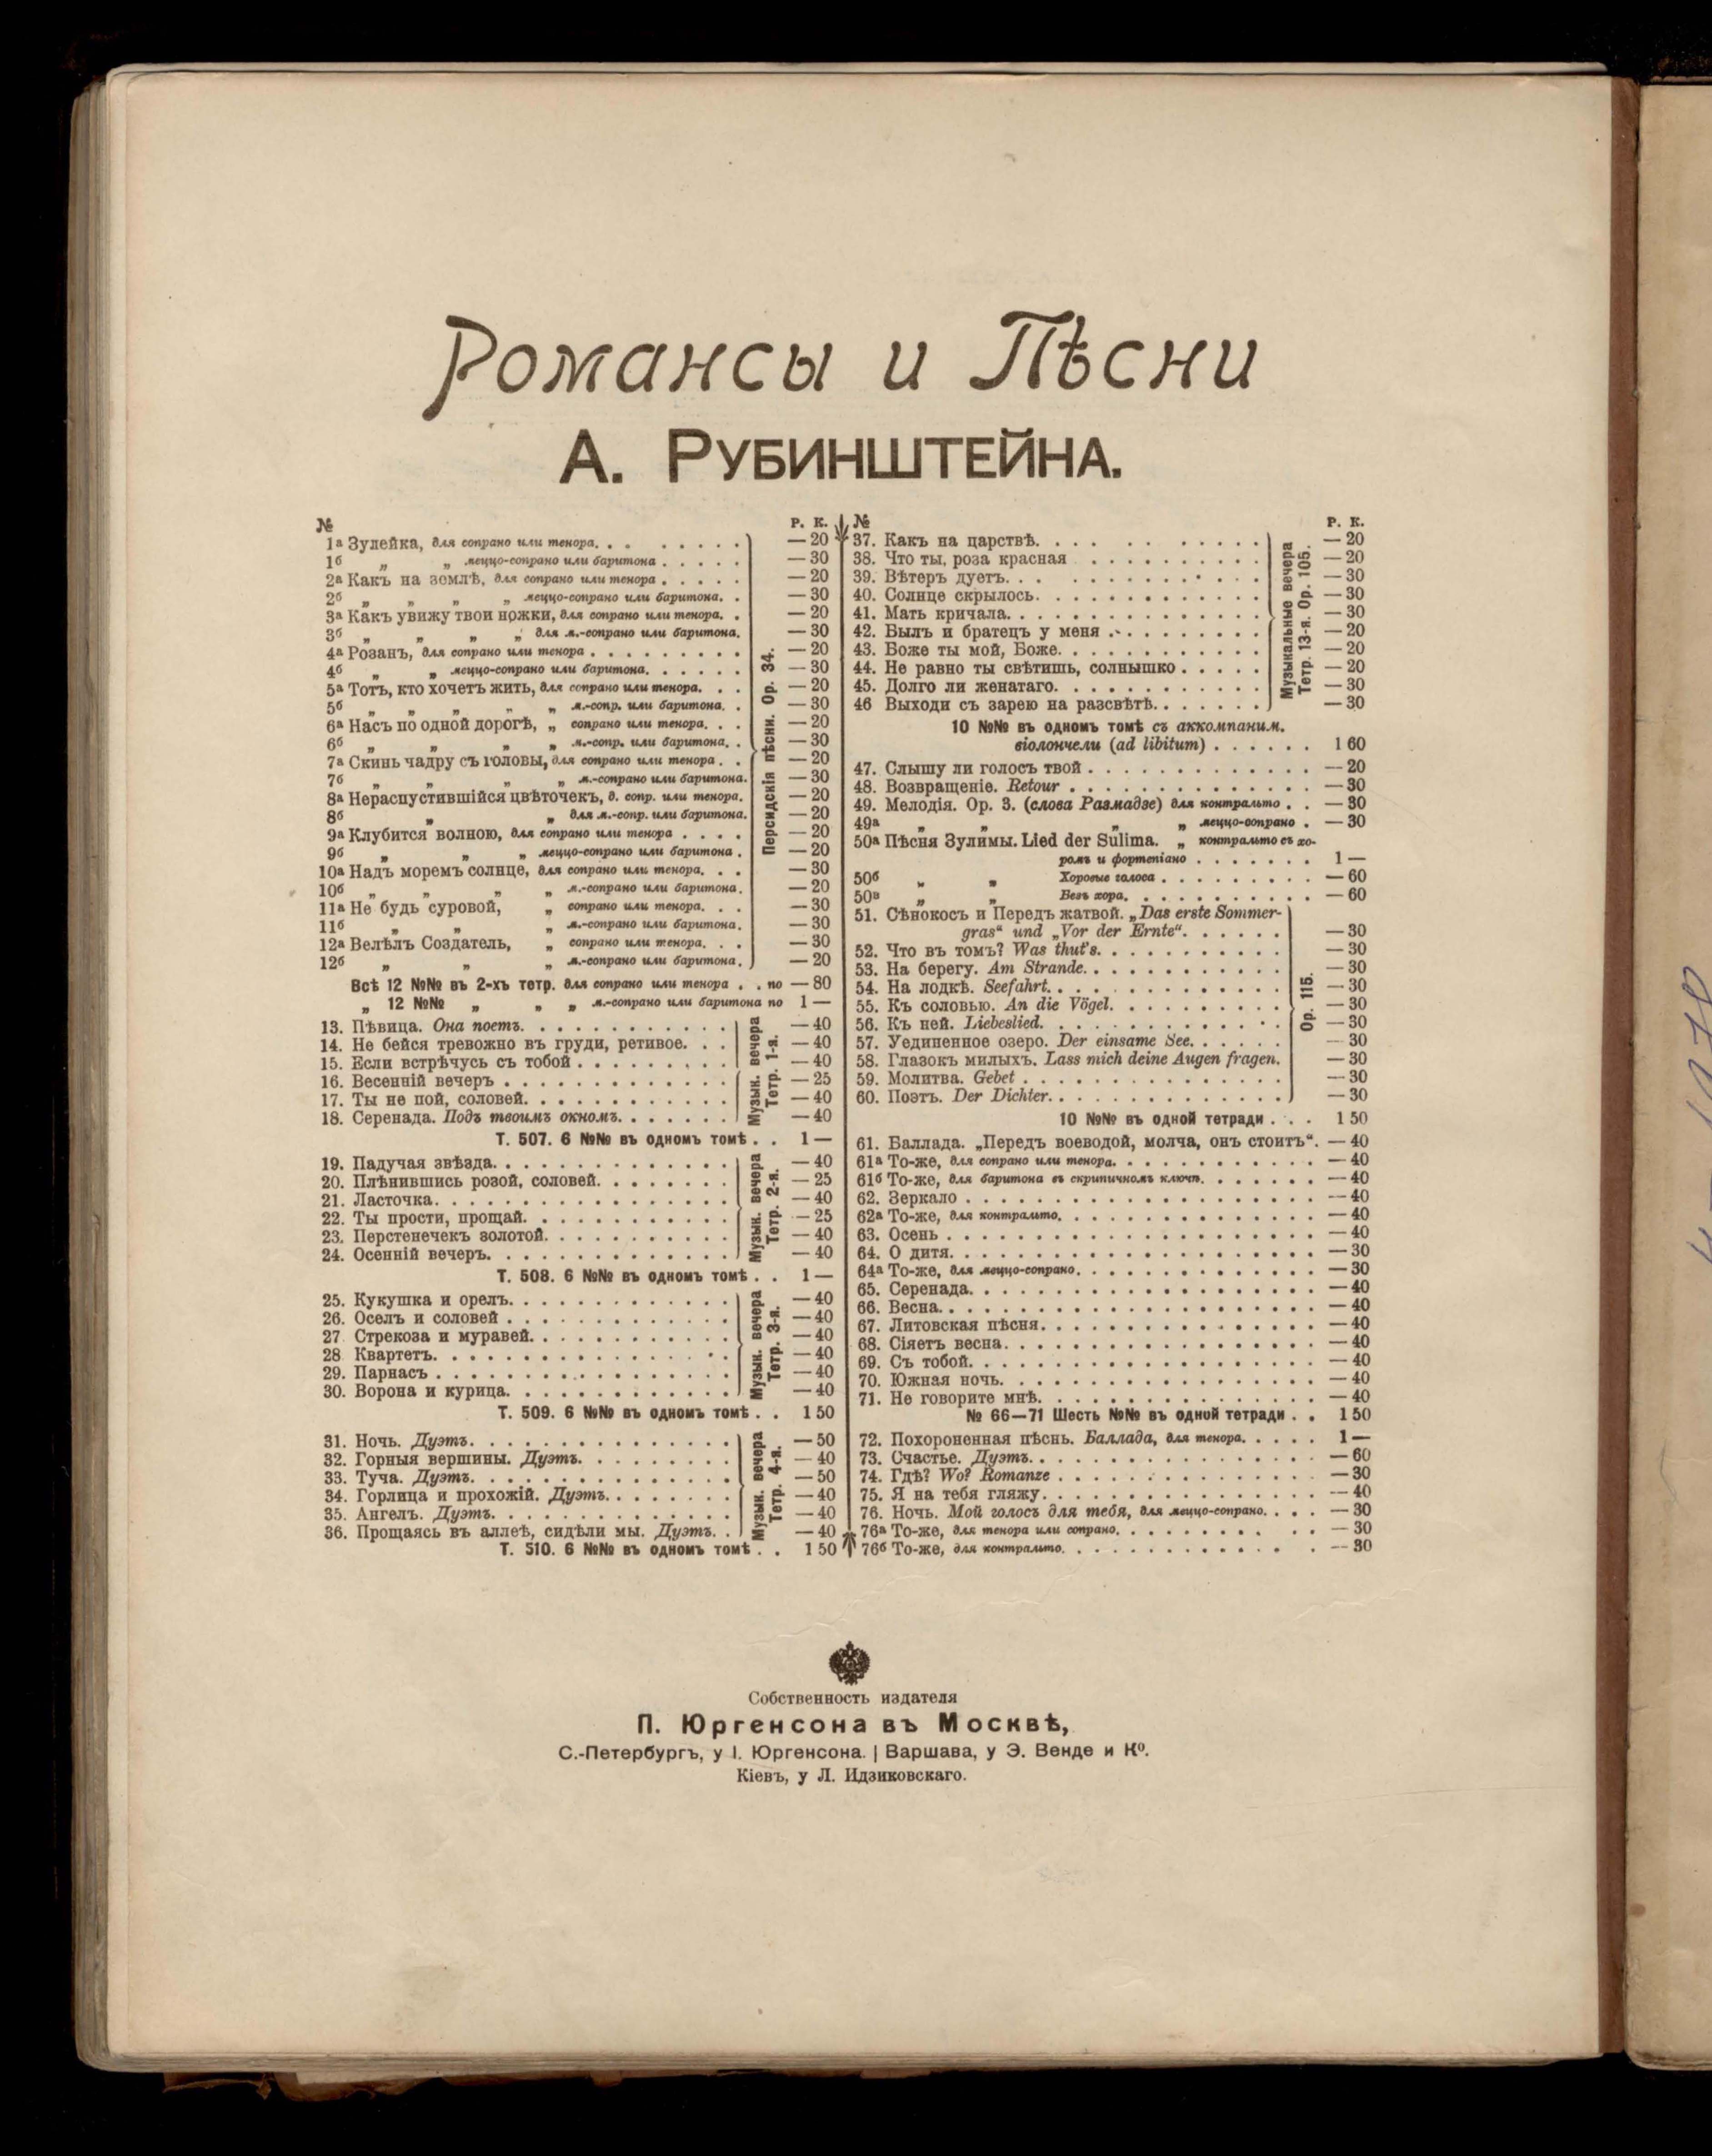 Романсы и Пѣсни
А. РУБИНШТЕЙНА.
№ Р. К.
1а Зулейка, для сопрано или тенора. — 20
1б „ „ меццо-сопрано или баритона — 30
2а Какъ на землѣ, для сопрано или тенора — 20
2б „ „ „ „ меццо-сопрано или баритона. — 30
3а Какъ увижу твои ножки, для сопрано или тенора. — 20
3б „ „ „ „ для м.-сопрано или баритона. — 30
4а Розанъ, для сопрано или тенора — 20
4б „ „ меццо-сопрано или баритона. — 30
5а Тотъ, кто хочетъ жить, для сопрано или тенора. — 20
5б „ „ „ „ „ м.-сопр. или баритона. — 30
6а Насъ по одной дорогѣ, „ сопрано или тенора. — 20
6б „ „ „ „ м.-сопр. или баритона. — 30
7а Скинь чадру съ головы, для сопрано или тенора — 20
7б „ „ „ „ м.-сопрано или баритона. — 30
8а Нераспустившійся цвѣточекъ, д. сопр. или тенора. — 20
8б „ „ для м.-сопр. или баритона. — 20
9а Клубится волною, для сопрано или тенора — 20
9б „ „ „ меццо-сопрано или баритона — 20
10а Надъ моремъ солнце, для сопрано или тенора. — 30
10б „ „ „ „ м.-сопрано или баритона. — 20
11а Не будь суровой, „ сопрано или тенора. — 30
11б „ „ „ м.-сопрано или баритона. — 30
12а Велѣлъ Создатель, „ сопрано или тенора. — 30
12б „ „ „ м.-сопрано или баритона. — 20
Персидскія пѣсни. Ор. 34.
Всѣ 12 №№ въ 2-хъ тетр. для сопрано или тенора . . по — 80
„ 12 №№ „ „ „ м.-сопрано или баритона по 1 —
13. Пѣвица. Она поетъ. — 40
14. Не бейся тревожно въ груди, ретивое. — 40
15. Если встрѣчусь съ тобой — 40
16. Весенній вечеръ — 25
17. Ты не пой, соловей. — 40
18. Серенада. Подъ твоимъ окномъ. — 40
Музык. вечера
Тетр. 1-я.
Т. 507. 6 №№ въ одномъ томѣ . . 1 —
19. Падучая звѣзда. — 40
20. Плѣнившись розой, соловей. — 25
21. Ласточка. — 40
22. Ты прости, прощай. — 25
23. Перстенечекъ золотой. — 40
24. Осенній вечеръ. — 40
Музык. вечера
Тетр. 2-я.
Т. 508. 6 №№ въ одномъ томѣ . . 1 —
25. Кукушка и орелъ. — 40
26. Оселъ и соловей — 40
27. Стрекоза и муравей. — 40
28 Квартетъ. — 40
29. Парнасъ — 40
30. Ворона и курица. — 40
Музык. вечера
Тетр. 3-я.
Т. 509. 6 №№ въ одномъ томѣ . . 1 50
31. Ночь. Дуэтъ. — 50
32. Горныя вершины. Дуэтъ. — 40
33. Туча. Дуэтъ. — 50
34. Горлица и прохожій. Дуэтъ. — 40
35. Ангелъ. Дуэтъ. — 40
36. Прощаясь въ аллеѣ, сидѣли мы. Дуэтъ. — 40
Музык. вечера
Тетр. 4-я.
Т. 510. 6 №№ въ одномъ томѣ . . 1 50
№ Р. К.
37. Какъ на царствѣ. — 20
38. Что ты, роза красная — 20
39. Вѣтеръ дуетъ. — 30
40. Солнце скрылось. — 30
41. Мать кричала. — 30
42. Былъ и братецъ у меня — 20
43. Боже ты мой, Боже. — 20
44. Не равно ты свѣтишь, солнышко — 20
45. Долго ли женатаго. — 30
46 Выходи съ зарею на разсвѣтѣ. — 30
Музыкальные вечера
Тетр. 13-я. Ор. 105.
10 №№ въ одномъ томѣ съ аккомпаним.
віолончели (ad libitum) 1 60
47. Слышу ли голосъ твой — 20
48. Возвращеніе. Retour — 30
49. Мелодія. Ор. 3. (слова Размадзе) для контральто — 30
49а „ „ „ „ меццо-сопрано — 30
50а Пѣсня Зулимы. Lied der Sulima. „ контральто съ хо-
ромъ и фортепіано 1 —
50б „ „ Хоровые голоса — 60
50в „ „ Безъ хора. — 60
51. Сѣнокосъ и Передъ жатвой. „Das erste Sommer-
gras“ und „Vor der Ernte“. — 30
52. Что въ томъ? Was thut's. — 30
53. На берегу. Am Strande. — 30
54. На лодкѣ. Seefahrt. — 30
55. Къ соловью. An die Vögel. — 30
56. Къ ней. Liebeslied. — 30
57. Уединенное озеро. Der einsame See. — 30
58. Глазокъ милыхъ. Lass mich deine Augen fragen. — 30
59. Молитва. Gebet — 30
60. Поэтъ. Der Dichter. — 30
Ор. 115.
10 №№ въ одной тетради . . . 1 50
61. Баллада. „Передъ воеводой, молча, онъ стоитъ“. — 40
61а То-же, для сопрано или тенора. — 40
61б То-же, для баритона въ скрипичномъ ключѣ. — 40
62. Зеркало — 40
62а То-же, для контральто. — 40
63. Осень — 40
64. О дитя. — 30
64а То-же, для меццо-сопрано. — 30
65. Серенада. — 40
66. Весна. — 40
67. Литовская пѣсня. — 40
68. Сіяетъ весна. — 40
69. Съ тобой. — 40
70. Южная ночь. — 40
71. Не говорите мнѣ. — 40
№ 66—71 Шесть №№ въ одной тетради . . 1 50
72. Похороненная пѣснь. Баллада, для тенора. 1 —
73. Счастье. Дуэтъ. — 60
74. Гдѣ? Wo? Romanze — 30
75. Я на тебя гляжу. — 40
76. Ночь. Мой голосъ для тебя, для меццо-сопрано. — 30
76а То-же, для тенора или сопрано. — 30
76б То-же, для контральто. — 30
Собственность издателя
П. Юргенсона въ Москвѣ,
С.-Петербургъ, у І. Юргенсона. | Варшава, у Э. Венде и Ко.
Кіевъ, у Л. Идзиковскаго.